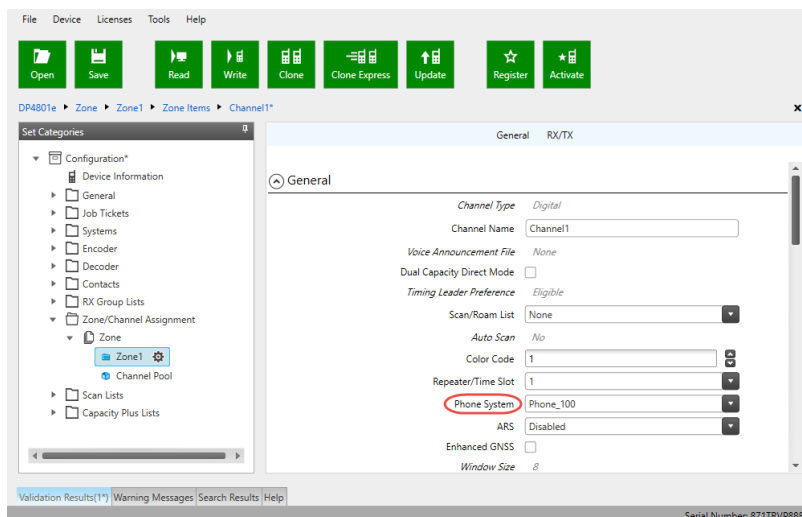 File Device Licenses Tools Help
Open Save Read Write Clone Clone Express Update Register Activate
DP4801e Zone Zone1 Zone Items Channel1*
Set Categories
Configuration*
Device Information
General
Job Tickets
Systems
Encoder
Decoder
Contacts
RX Group Lists
Zone/Channel Assignment
Zone
Zone1
Channel Pool
Scan Lists
Capacity Plus Lists
General RX/TX
General
Channel Type Digital
Channel Name Channel1
Voice Announcement File None
Dual Capacity Direct Mode
Timing Leader Preference Eligible
Scan/Roam List None
Auto Scan No
Color Code 1
Repeater/Time Slot 1
Phone System Phone_100
ARS Disabled
Enhanced GNSS
Window Size 8
Validation Results(1*) Warning Messages Search Results Help
Serial Number: